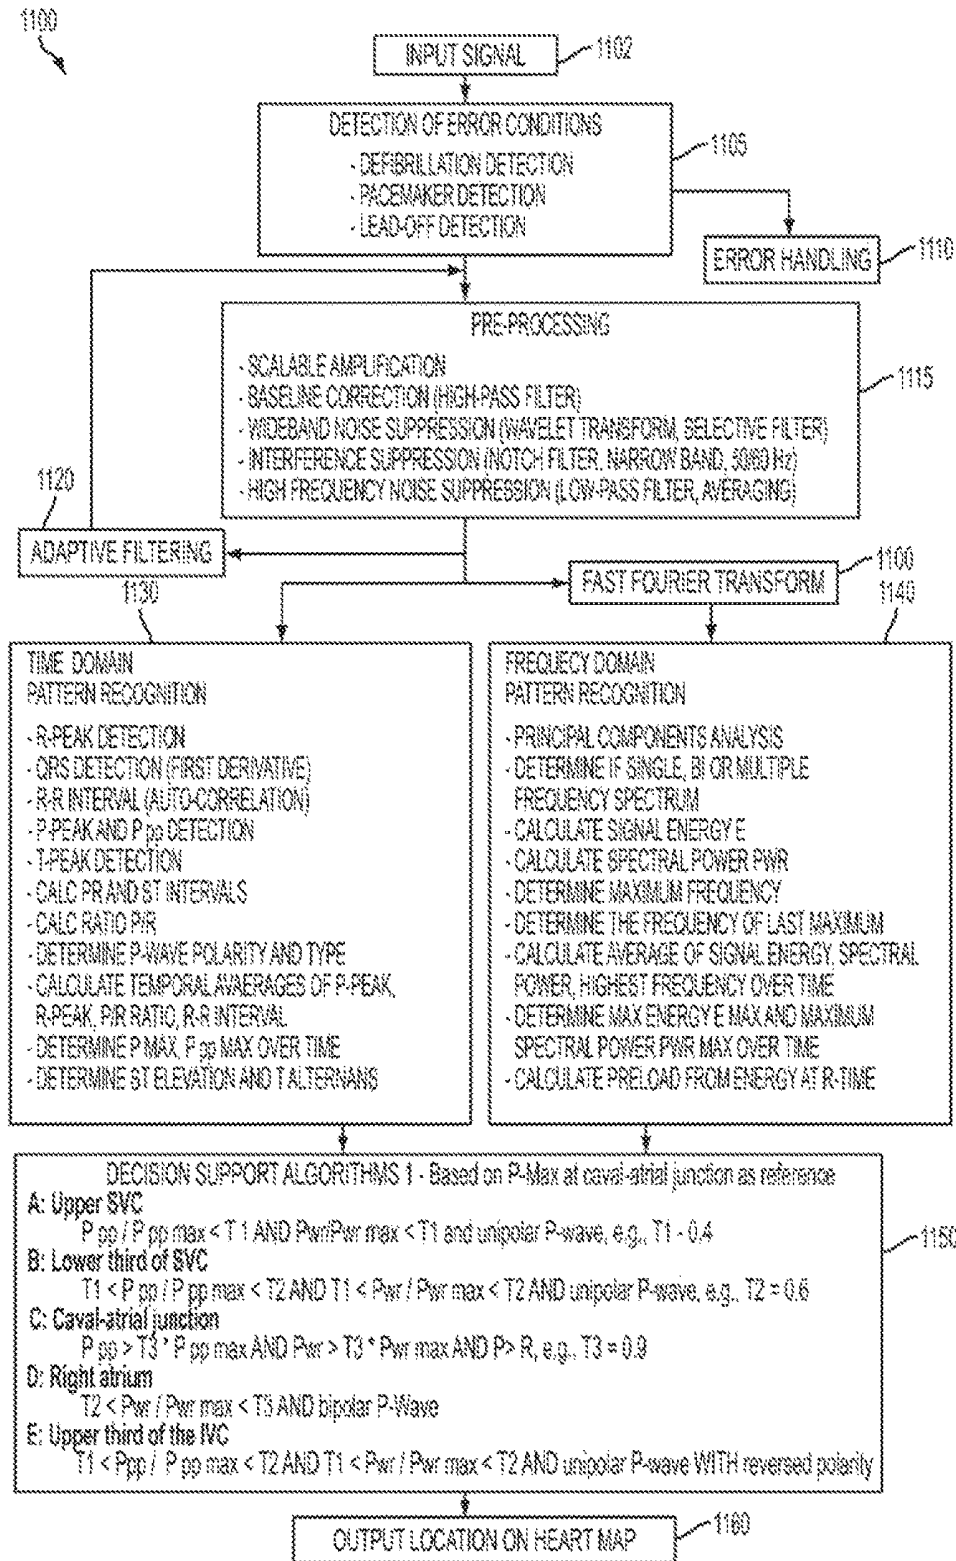 1100
INPUT SIGNAL
1102
DETECTION OF ERROR CONDITIONS
- DEFIBRILLATION DETECTION
- PACEMAKER DETECTION
- LEAD-OFF DETECTION
1105
ERROR HANDLING
1110
PRE-PROCESSING
- SCALABLE AMPLIFICATION
- BASELINE CORRECTION (HIGH-PASS FILTER)
- WIDEBAND NOISE SUPPRESSION (WAVELET TRANSFORM, SELECTIVE FILTER)
- INTERFERENCE SUPPRESSION (NOTCH FILTER, NARROW BAND, 50/60 Hz)
- HIGH FREQUENCY NOISE SUPPRESSION (LOW-PASS FILTER, AVERAGING)
1115
1120
ADAPTIVE FILTERING
1100
FAST FOURIER TRANSFORM
1130
1140
TIME DOMAIN
PATTERN RECOGNITION
- R-PEAK DETECTION
- QRS DETECTION (FIRST DERIVATIVE)
- R-R INTERVAL (AUTO-CORRELATION)
- P-PEAK AND P pp DETECTION
- T-PEAK DETECTION
- CALC PR AND ST INTERVALS
- CALC RATIO P/R
- DETERMINE P-WAVE POLARITY AND TYPE
- CALCULATE TEMPORAL AVAERAGES OF P-PEAK,
R-PEAK, P/R RATIO, R-R INTERVAL
- DETERMINE P MAX, P pp MAX OVER TIME
- DETERMINE ST ELEVATION AND T ALTERNANS
FREQUECY DOMAIN
PATTERN RECOGNITION
- PRINCIPAL COMPONENTS ANALYSIS
- DETERMINE IF SINGLE, BI OR MULTIPLE
FREQUENCY SPECTRUM
- CALCULATE SIGNAL ENERGY E
- CALCULATE SPECTRAL POWER PWR
- DETERMINE MAXIMUM FREQUENCY
- DETERMINE THE FREQUENCY OF LAST MAXIMUM
- CALCULATE AVERAGE OF SIGNAL ENERGY, SPECTRAL
POWER, HIGHEST FREQUENCY OVER TIME
- DETERMINE MAX ENERGY E MAX AND MAXIMUM
SPECTRAL POWER PWR MAX OVER TIME
- CALCULATE PRELOAD FROM ENERGY AT R-TIME
DECISION SUPPORT ALGORITHMS 1 - Based on P-Max at caval-atrial junction as reference
A: Upper SVC
P pp / P pp max < T1 AND Pwr/Pwr max < T1 and unipolar P-wave, e.g., T1 - 0.4
B: Lower third of SVC
T1 < P pp / P pp max < T2 AND T1 < Pwr / Pwr max < T2 AND unipolar P-wave, e.g., T2 = 0.6
C: Caval-atrial junction
P pp > T3 * P pp max AND Pwr > T3 * Pwr max AND P> R, e.g., T3 = 0.9
D: Right atrium
T2 < Pwr / Pwr max < T3 AND bipolar P-Wave
E: Upper third of the IVC
T1 < Ppp / P pp max < T2 AND T1 < Pwr / Pwr max < T2 AND unipolar P-wave WITH reversed polarity
1150
OUTPUT LOCATION ON HEART MAP
1160